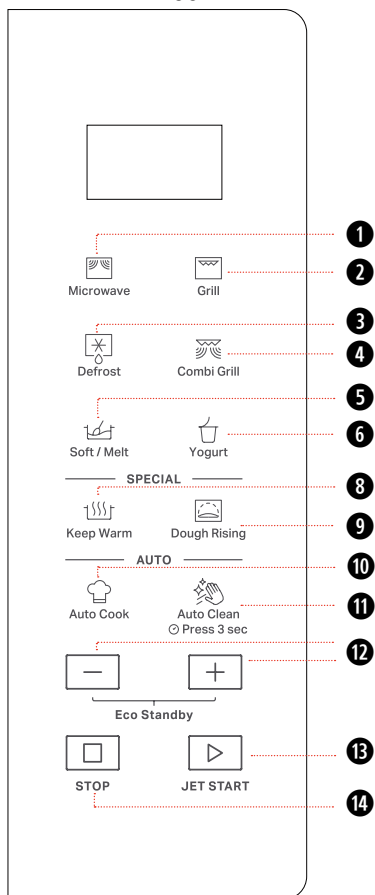 1
Microwave Grill
2
3
Defrost Combi Grill
4
5
Soft / Melt Yogurt
6
SPECIAL
8
Keep Warm Dough Rising
9
AUTO
10
Auto Cook Auto Clean
11
Press 3 sec
12
− +
Eco Standby
13
STOP JET START
14